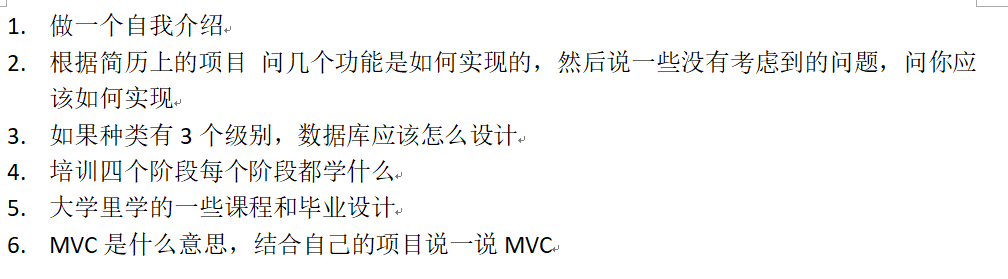 1. 做一个自我介绍
2. 根据简历上的项目 问几个功能是如何实现的，然后说一些没有考虑到的问题，问你应
该如何实现
3. 如果种类有 3 个级别，数据库应该怎么设计
4. 培训四个阶段每个阶段都学什么
5. 大学里学的一些课程和毕业设计
6. MVC 是什么意思，结合自己的项目说一说 MVC